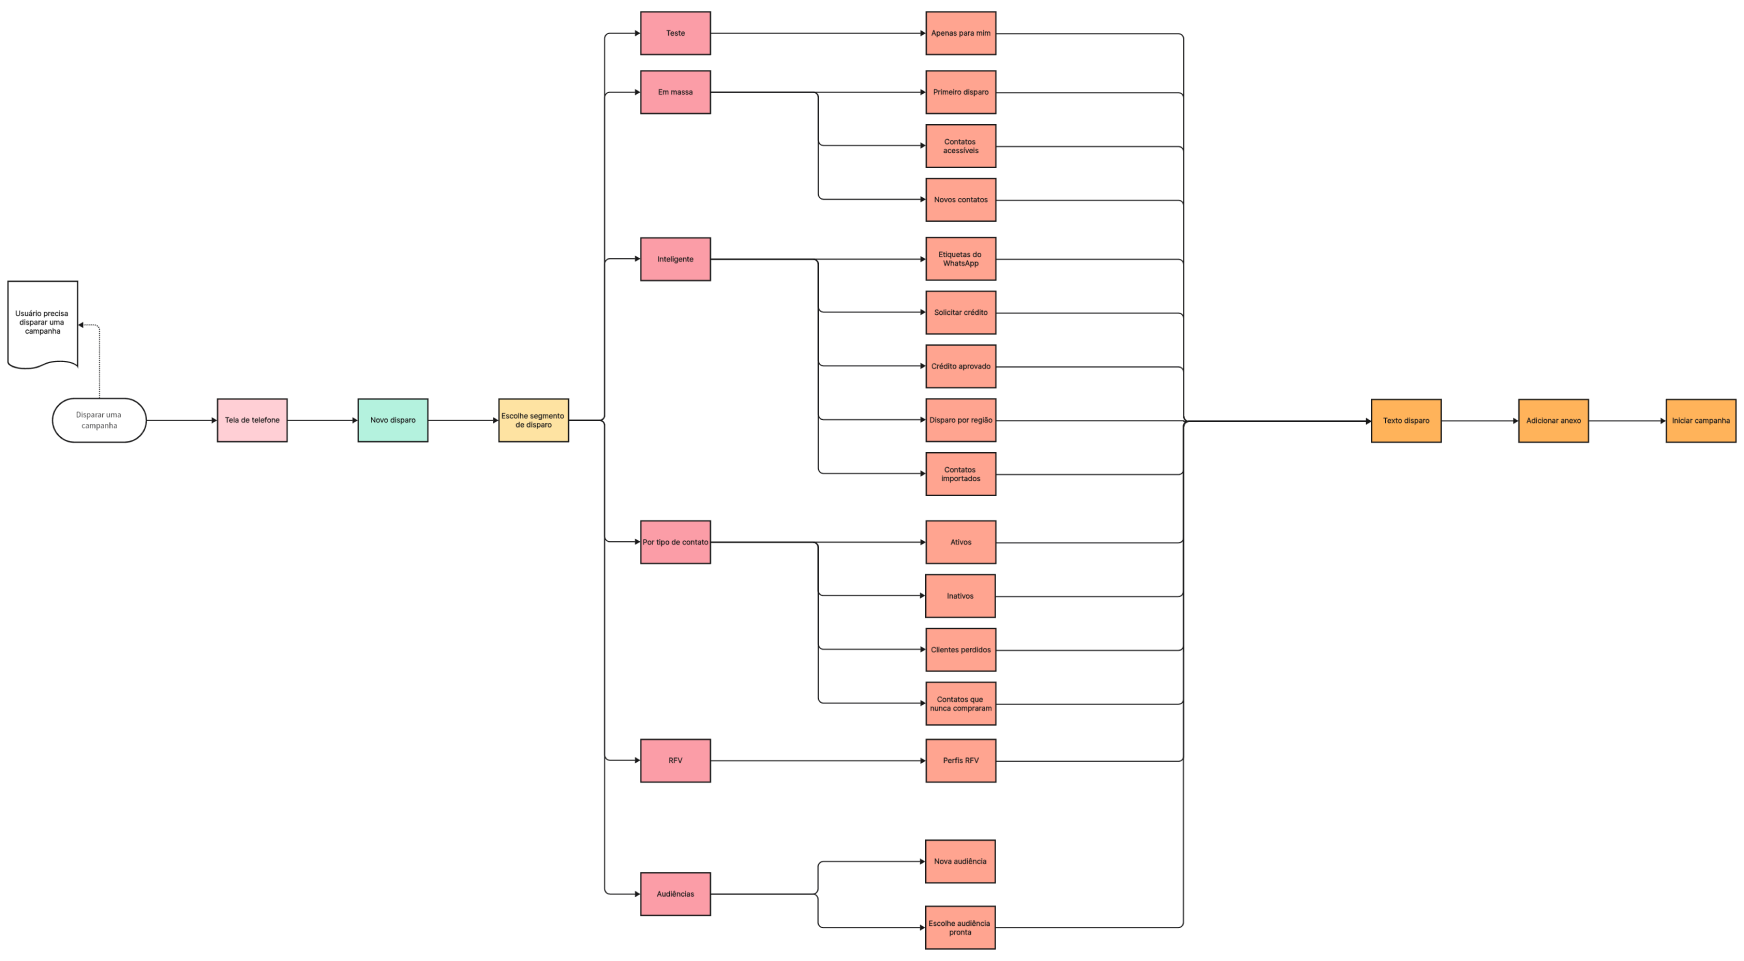 Usuário precisa
disparar uma
campanha
Disparar uma
campanha
Tela de telefone
Novo disparo
Escolhe segmento
de disparo
Teste
Apenas para mim
Em massa
Primeiro disparo
Contatos
acessíveis
Novos contatos
Inteligente
Etiquetas do
WhatsApp
Solicitar crédito
Crédito aprovado
Disparo por região
Contatos
importados
Por tipo de contato
Ativos
Inativos
Clientes perdidos
Contatos que
nunca compraram
RFV
Perfis RFV
Audiências
Nova audiência
Escolhe audiência
pronta
Texto disparo
Adicionar anexo
Iniciar campanha